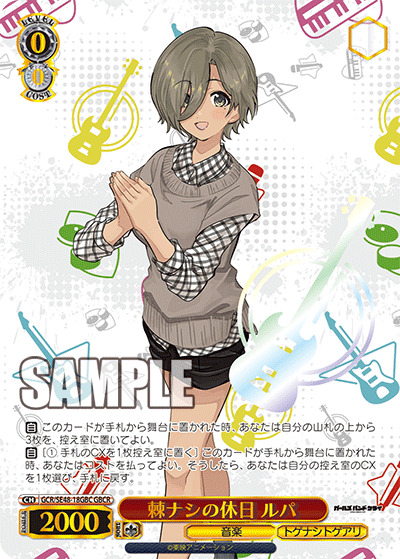 LEVEL
0
0
COST
SAMPLE
自 このカードが手札から舞台に置かれた時、あなたは自分の山札の上から
3枚を、控え室に置いてよい。
自 [① 手札のCXを1枚控え室に置く] このカードが手札から舞台に置かれた
時、あなたはコストを払ってよい。そうしたら、あなたは自分の控え室のCX
を1枚選び、手札に戻す。
CH GCR/SE48-18GBC GBCR
棘ナシの休日 ルパ
ガールズバンドクライ
POWER 2000 SOUL
音楽
トゲナシトゲアリ
©東映アニメーション